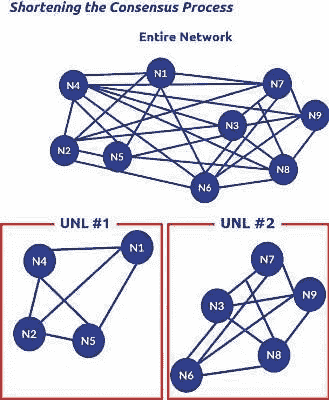 Shortening the Consensus Process
Entire Network
N1
N4
N7
N9
N3
N2
N5
N8
N6
UNL #1
UNL #2
N1
N4
N2
N5
N7
N9
N3
N8
N6